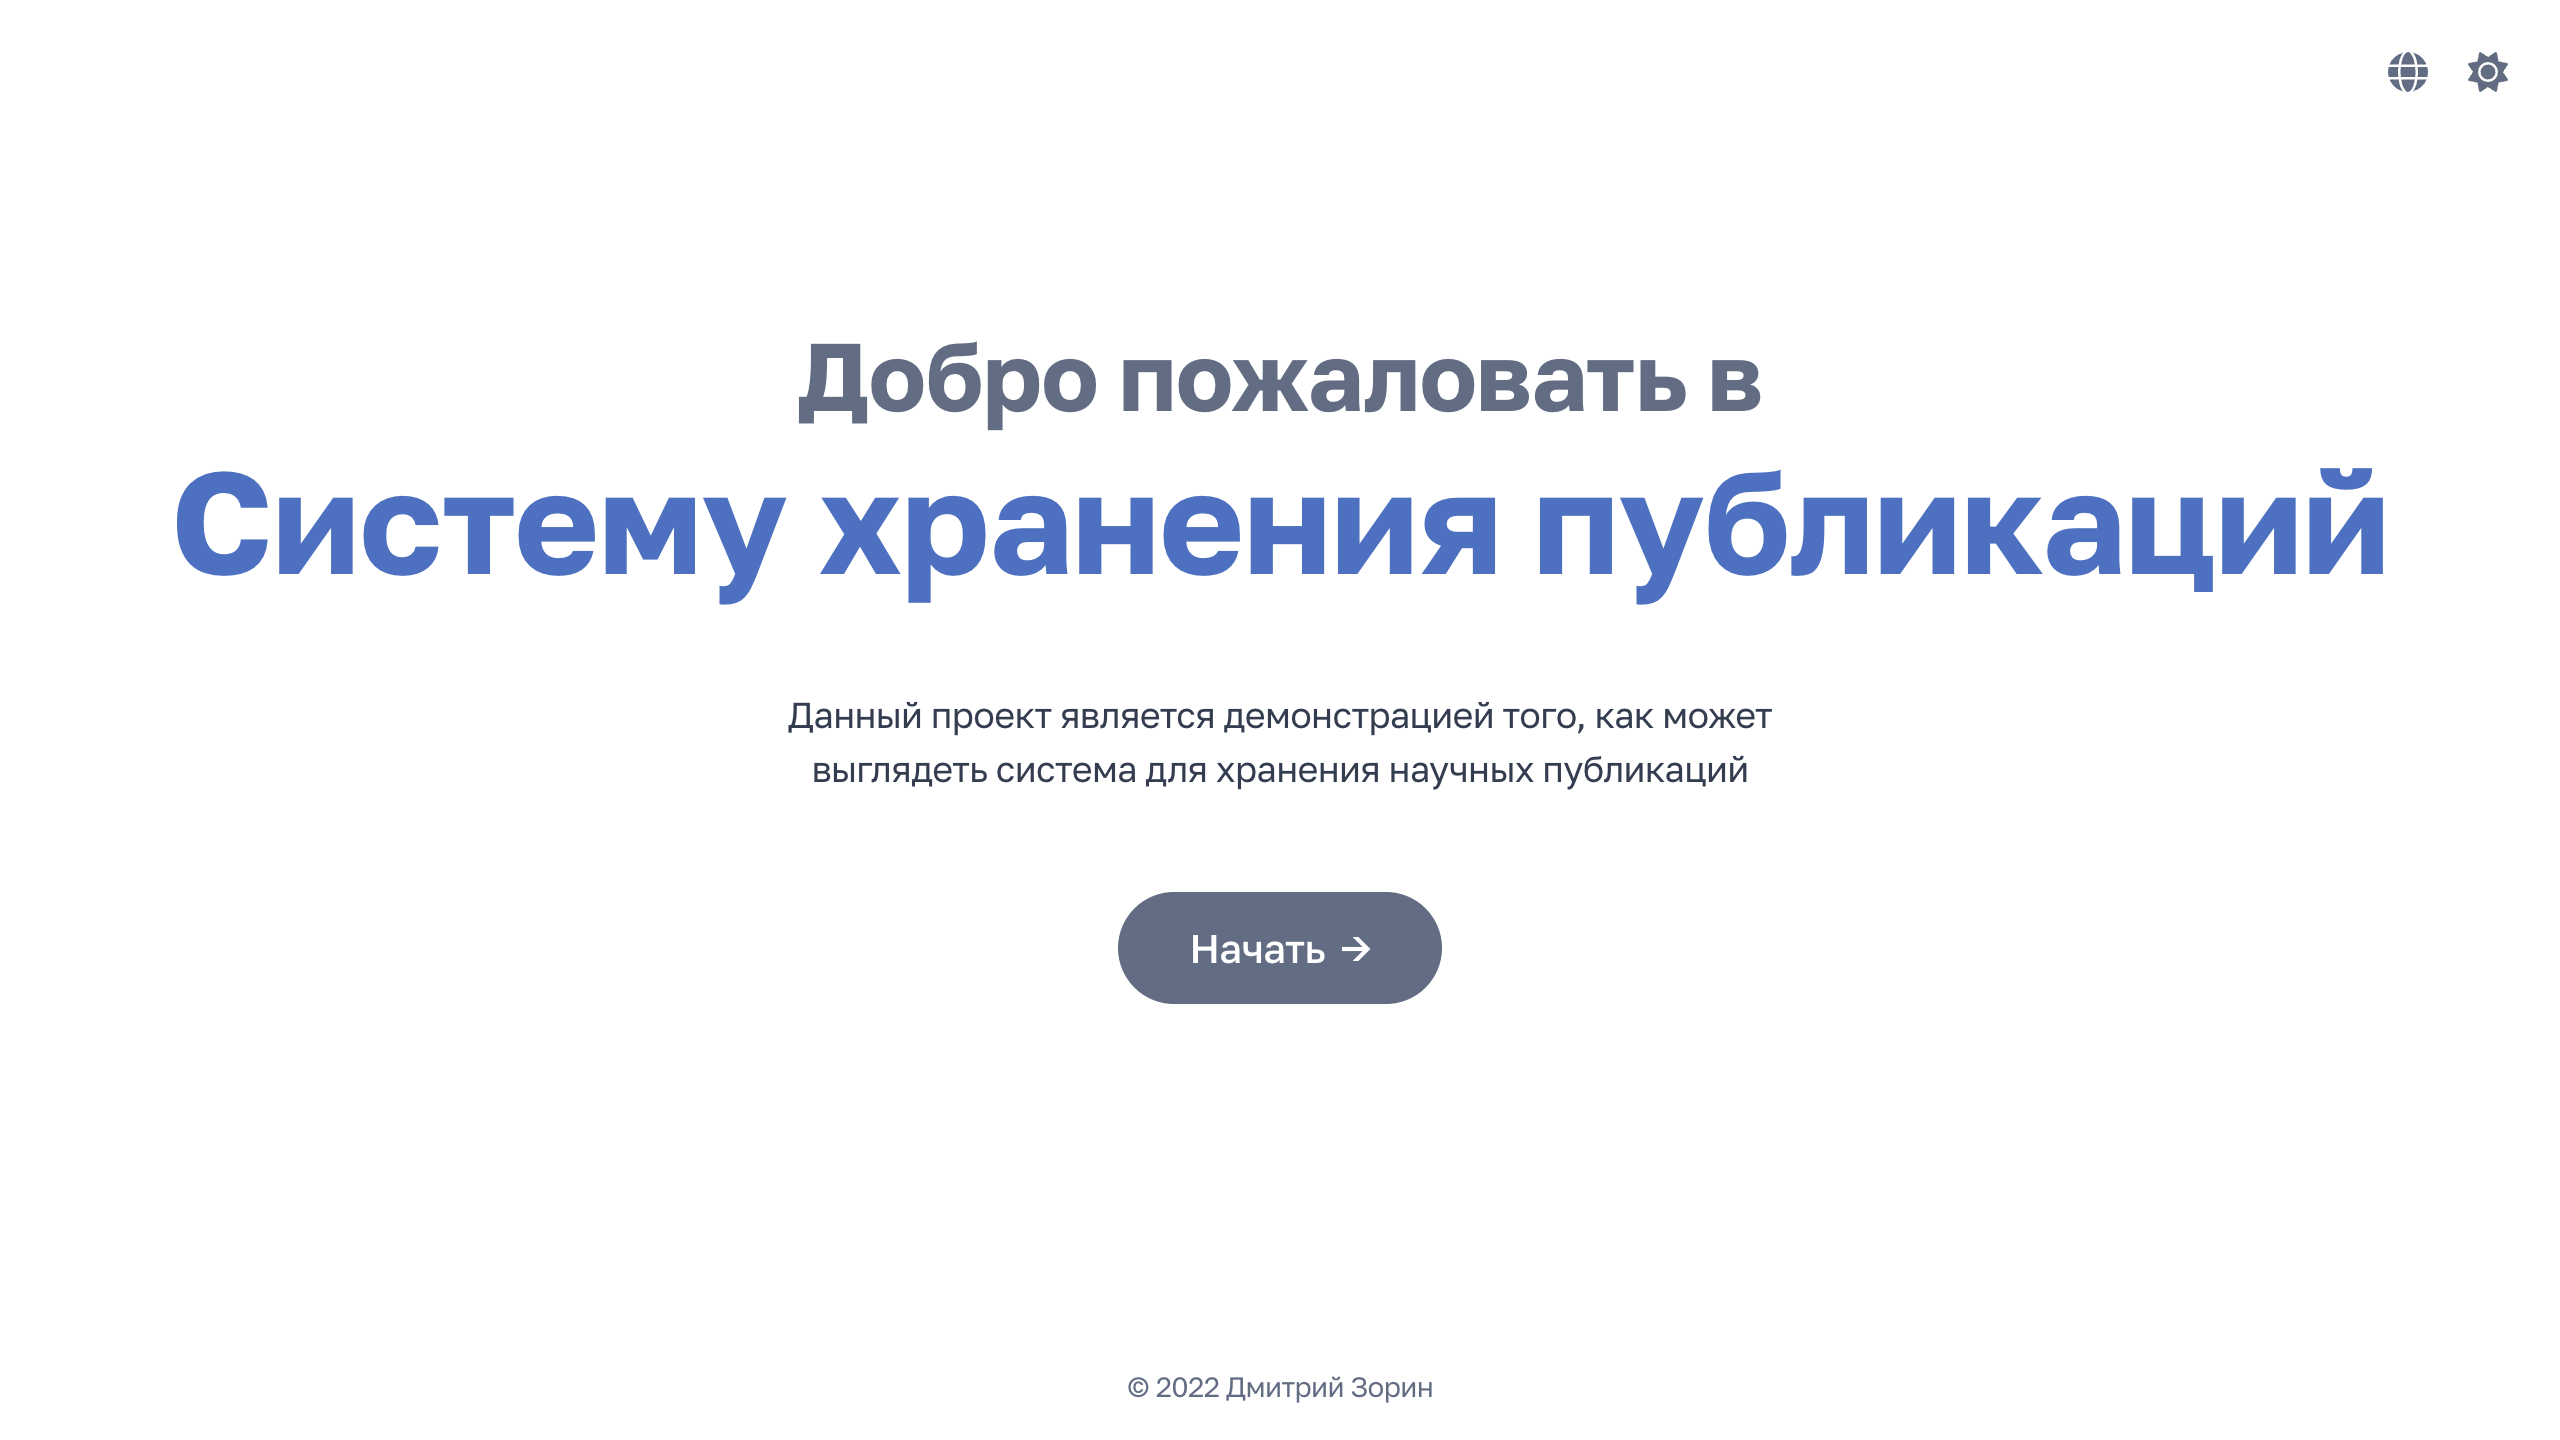 Добро пожаловать в
Систему хранения публикаций
Данный проект является демонстрацией того, как может
выглядеть система для хранения научных публикаций
Начать →
© 2022 Дмитрий Зорин